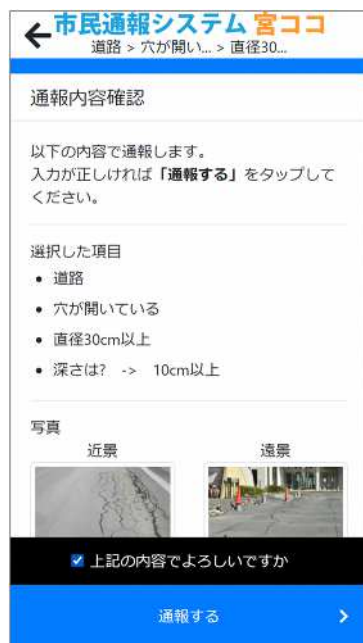 市民通報システム 宮ココ
道路 > 穴が開い... > 直径30...
通報内容確認
以下の内容で通報します。
入力が正しければ「通報する」をタップして
ください。
選択した項目
道路
穴が開いている
直径30cm以上
深さは? -> 10cm以上
写真
近景 遠景
上記の内容でよろしいですか
通報する